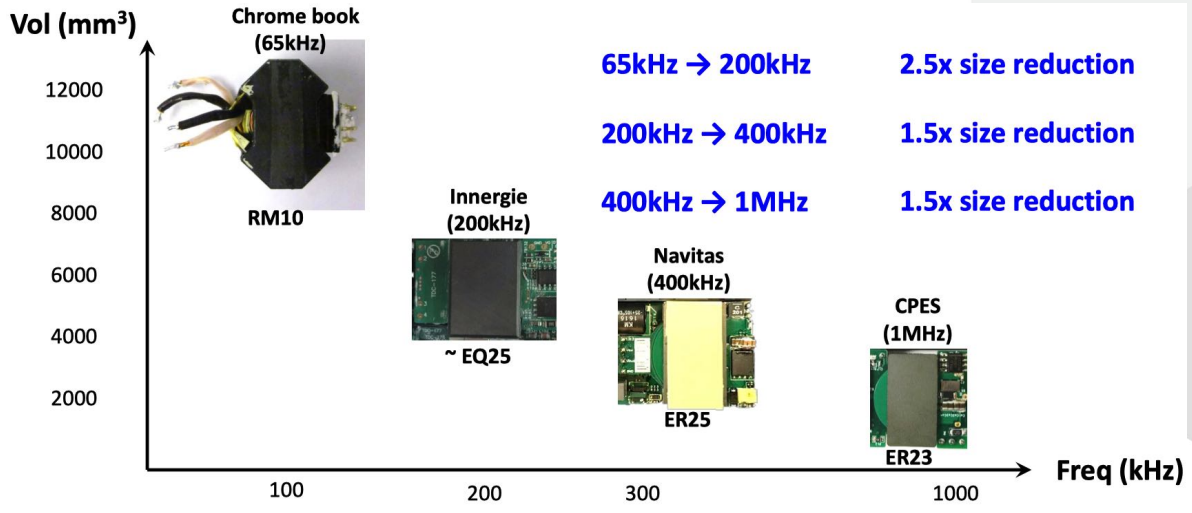 Vol (mm³)
Chrome book
(65kHz)
65kHz → 200kHz 2.5x size reduction
12000
200kHz → 400kHz 1.5x size reduction
10000
400kHz → 1MHz 1.5x size reduction
Innergie
(200kHz)
8000
RM10
Navitas
(400kHz)
6000
CPES
(1MHz)
4000
~ EQ25
2000
ER25
ER23
Freq (kHz)
100
200
300
1000